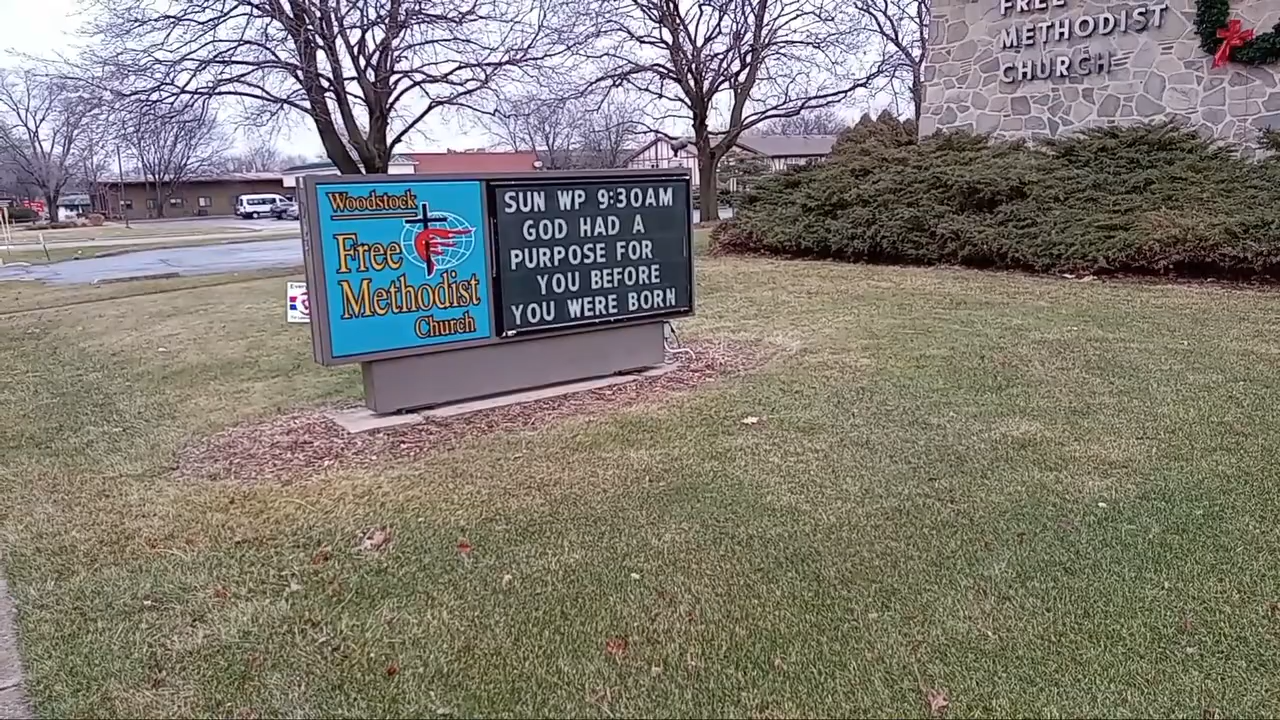 FREE
METHODIST
CHURCH
Woodstock
Free
Methodist
Church
SUN WP 9:30AM
GOD HAD A
PURPOSE FOR
YOU BEFORE
YOU WERE BORN